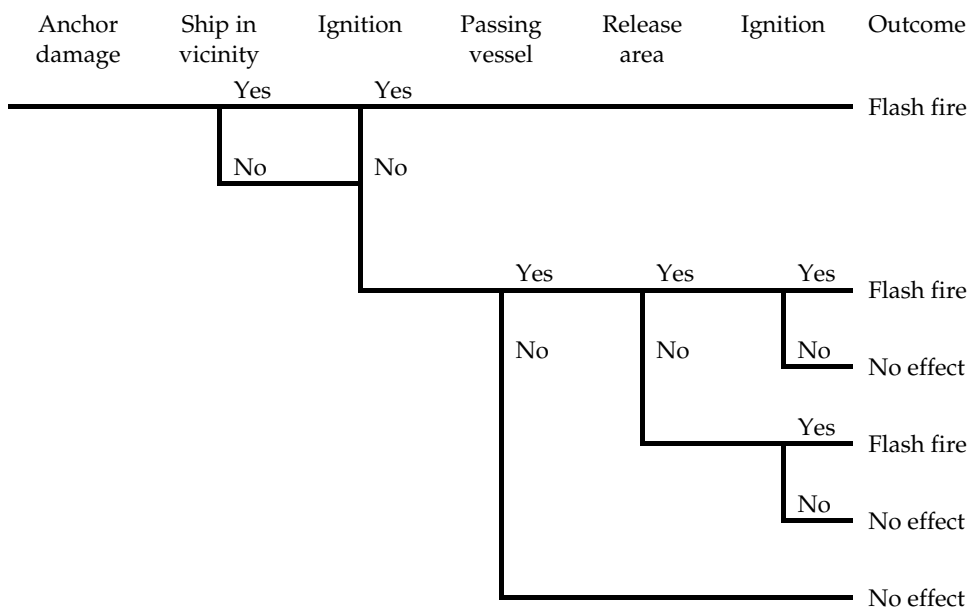 Anchor damage
Ship in vicinity
Ignition
Passing vessel
Release area
Ignition
Outcome
Yes
Yes
Flash fire
No
No
Yes
Yes
Yes
Flash fire
No
No
No
No effect
Yes
Flash fire
No
No effect
No effect